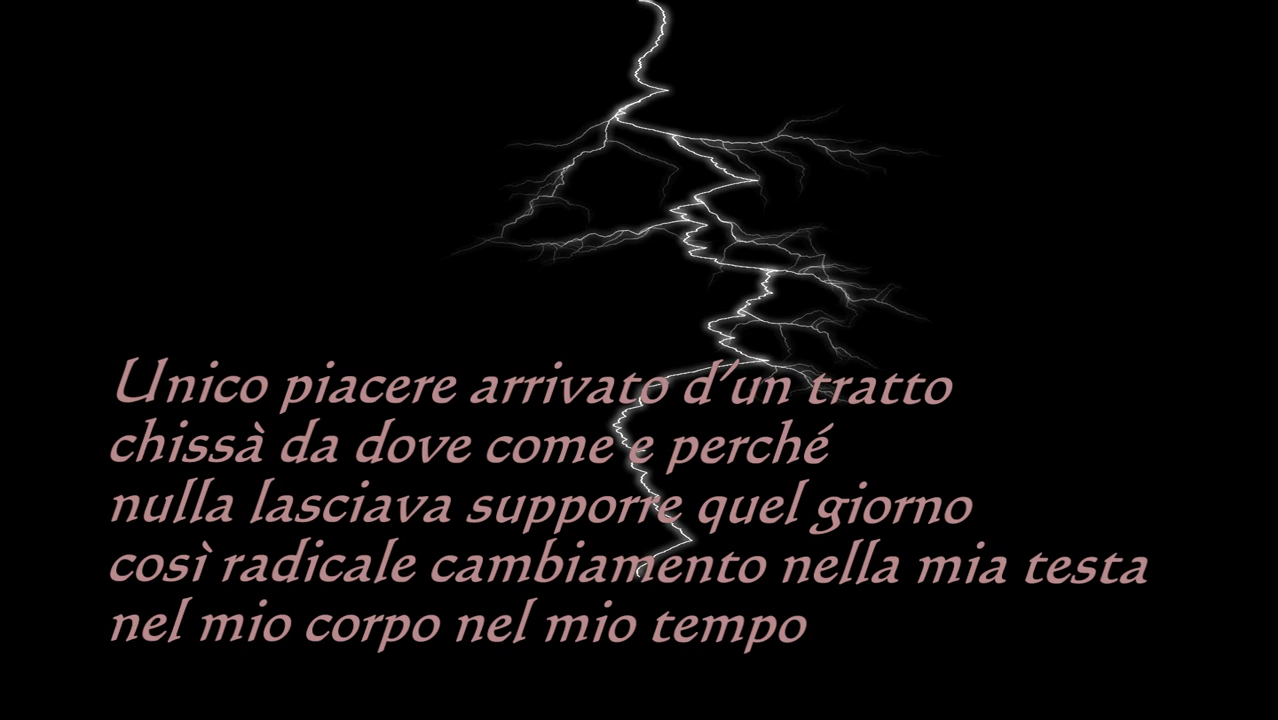 Unico piacere arrivato d'un tratto
chissà da dove come e perché
nulla lasciava supporre quel giorno
così radicale cambiamento nella mia testa
nel mio corpo nel mio tempo